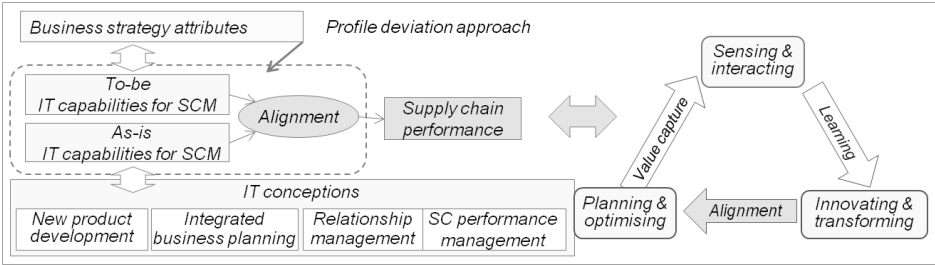 Business strategy attributes
Profile deviation approach
To-be
IT capabilities for SCM
As-is
IT capabilities for SCM
Alignment
Supply chain
performance
IT conceptions
New product
development
Integrated
business planning
Relationship
management
SC performance
management
Sensing &
interacting
Value capture
Learning
Planning &
optimising
Alignment
Innovating &
transforming